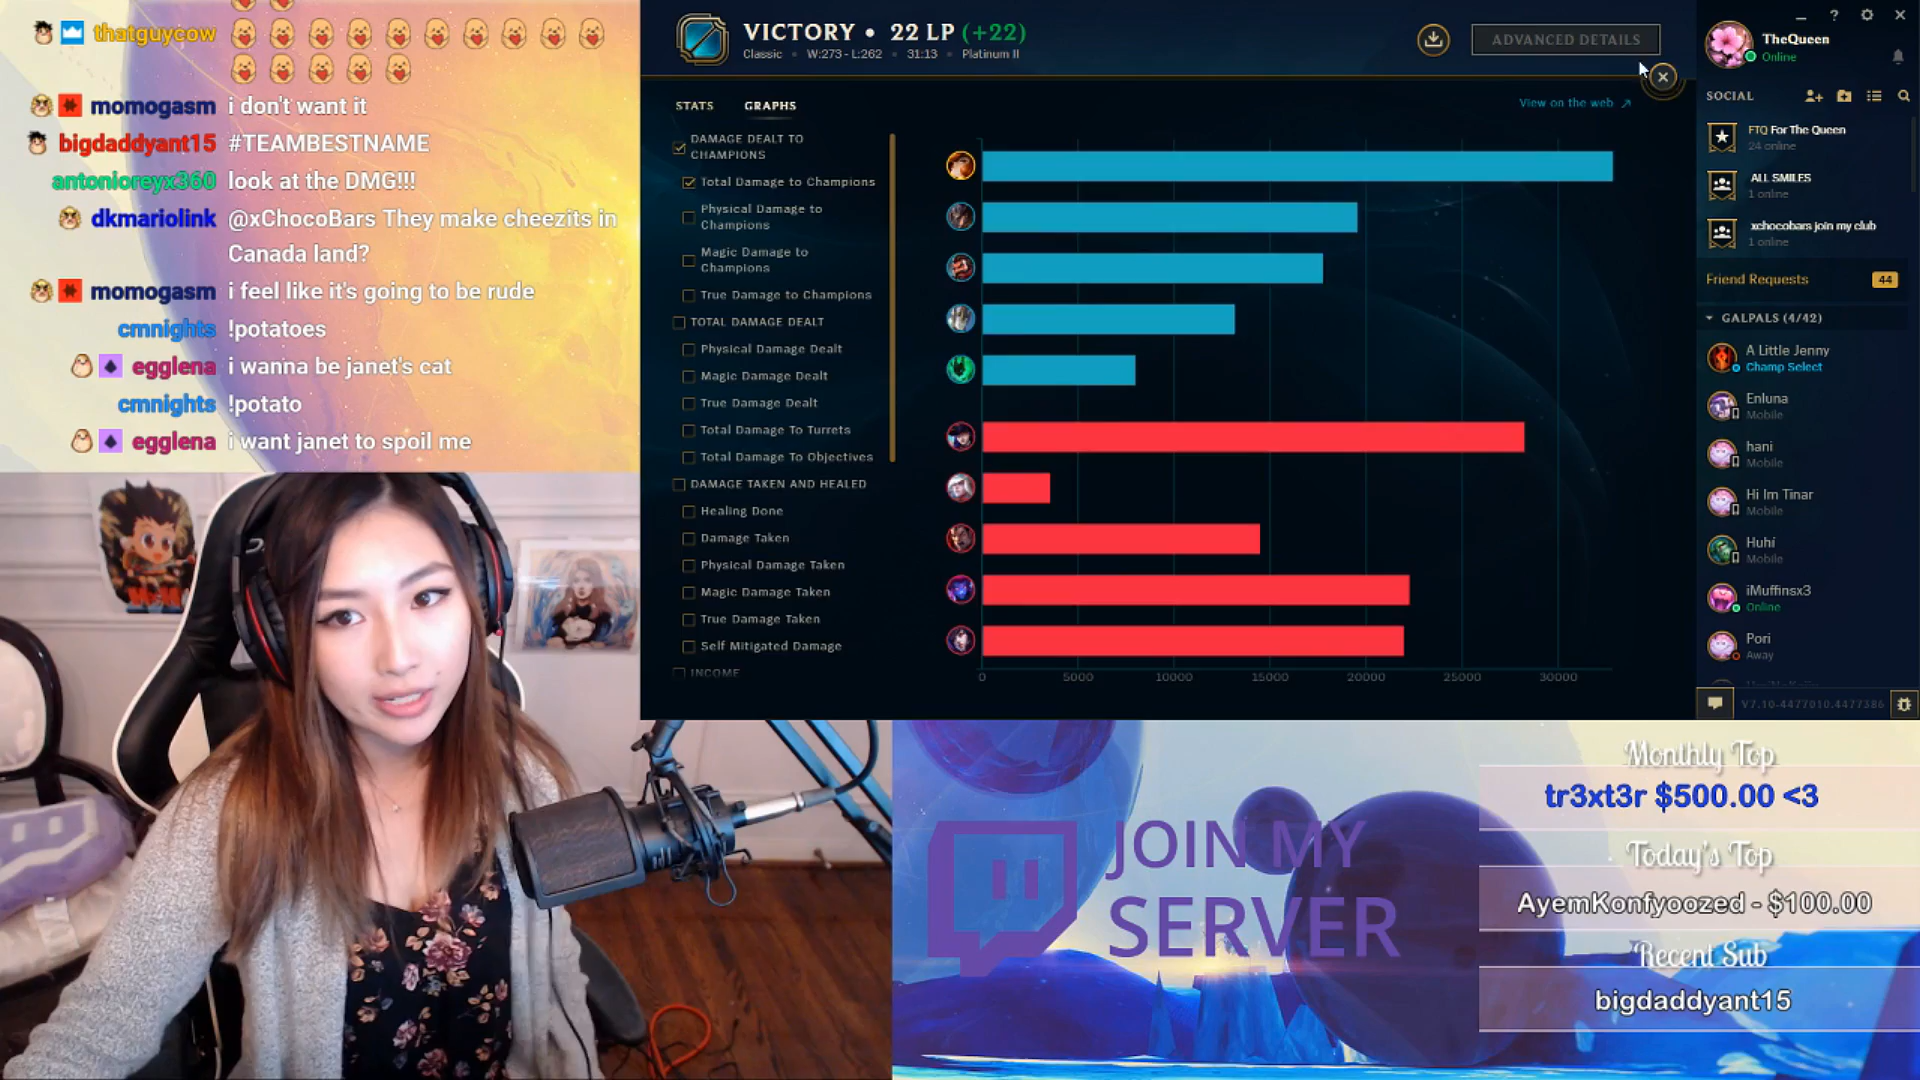 thatguycow
momogasm i don't want it
bigdaddyant15 #TEAMBESTNAME
antonioreyx360 look at the DMG!!!
dkmariolink @xChocoBars They make cheezits in
Canada land?
momogasm i feel like it's going to be rude
cmnights !potatoes
egglena i wanna be janet's cat
cmnights !potato
egglena i want janet to spoil me
VICTORY • 22 LP (+22)
Classic • W:273 - L:262 • 31:13 • Platinum II
ADVANCED DETAILS
STATS GRAPHS
View on the web
DAMAGE DEALT TO
CHAMPIONS
Total Damage to Champions
Physical Damage to
Champions
Magic Damage to
Champions
True Damage to Champions
TOTAL DAMAGE DEALT
Physical Damage Dealt
Magic Damage Dealt
True Damage Dealt
Total Damage To Turrets
Total Damage To Objectives
DAMAGE TAKEN AND HEALED
Healing Done
Damage Taken
Physical Damage Taken
Magic Damage Taken
True Damage Taken
Self Mitigated Damage
INCOME
0 5000 10000 15000 20000 25000 30000
TheQueen
Online
SOCIAL
FTQ For The Queen
24 online
ALL SMILES
1 online
xchocobars join my club
1 online
Friend Requests 44
GALPALS (4/42)
A Little Jenny
Champ Select
Enluna
Mobile
hani
Mobile
Hi Im Tinar
Mobile
Huhi
Mobile
iMuffinsx3
Online
Pori
Away
V7.10-4477010.4477386
JOIN MY
SERVER
Monthly Top
tr3xt3r $500.00 <3
Today's Top
AyemKonfyoozed - $100.00
Recent Sub
bigdaddyant15